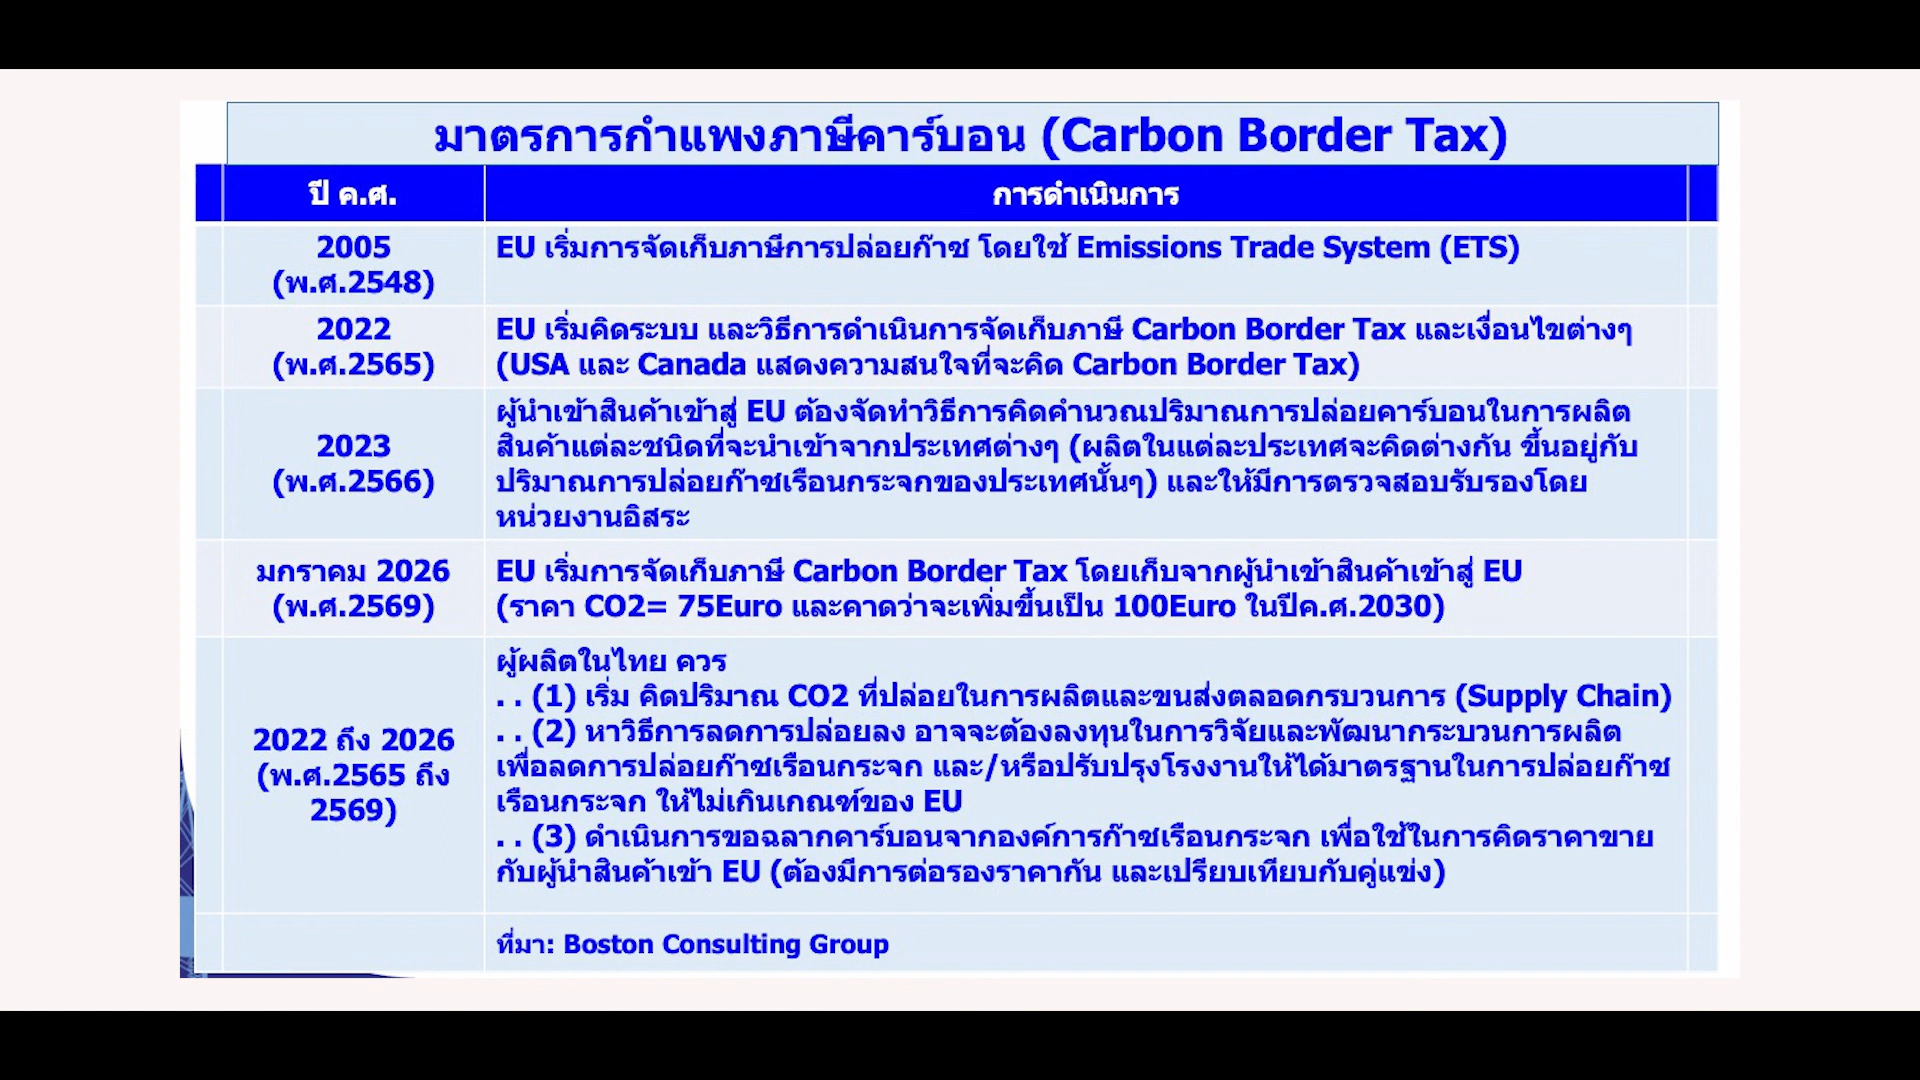 มาตรการกำแพงภาษีคาร์บอน (Carbon Border Tax)
ปี ค.ศ.
การดำเนินการ
2005
(พ.ศ.2548)
EU เริ่มการจัดเก็บภาษีการปล่อยก๊าซ โดยใช้ Emissions Trade System (ETS)
2022
(พ.ศ.2565)
EU เริ่มคิดระบบ และวิธีการดำเนินการจัดเก็บภาษี Carbon Border Tax และเงื่อนไขต่างๆ
(USA และ Canada แสดงความสนใจที่จะคิด Carbon Border Tax)
2023
(พ.ศ.2566)
ผู้นำเข้าสินค้าเข้าสู่ EU ต้องจัดทำวิธีการคิดคำนวณปริมาณการปล่อยคาร์บอนในการผลิต
สินค้าแต่ละชนิดที่จะนำเข้าจากประเทศต่างๆ (ผลิตในแต่ละประเทศจะคิดต่างกัน ขึ้นอยู่กับ
ปริมาณการปล่อยก๊าซเรือนกระจกของประเทศนั้นๆ) และให้มีการตรวจสอบรับรองโดย
หน่วยงานอิสระ
มกราคม 2026
(พ.ศ.2569)
EU เริ่มการจัดเก็บภาษี Carbon Border Tax โดยเก็บจากผู้นำเข้าสินค้าเข้าสู่ EU
(ราคา CO2= 75Euro และคาดว่าจะเพิ่มขึ้นเป็น 100Euro ในปีค.ศ.2030)
2022 ถึง 2026
(พ.ศ.2565 ถึง
2569)
ผู้ผลิตในไทย ควร
. . (1) เริ่ม คิดปริมาณ CO2 ที่ปล่อยในการผลิตและขนส่งตลอดกรบวนการ (Supply Chain)
. . (2) หาวิธีการลดการปล่อยลง อาจจะต้องลงทุนในการวิจัยและพัฒนากระบวนการผลิต
เพื่อลดการปล่อยก๊าซเรือนกระจก และ/หรือปรับปรุงโรงงานให้ได้มาตรฐานในการปล่อยก๊าซ
เรือนกระจก ให้ไม่เกินเกณฑ์ของ EU
. . (3) ดำเนินการขอฉลากคาร์บอนจากองค์การก๊าซเรือนกระจก เพื่อใช้ในการคิดราคาขาย
กับผู้นำสินค้าเข้า EU (ต้องมีการต่อรองราคากัน และเปรียบเทียบกับคู่แข่ง)
ที่มา: Boston Consulting Group